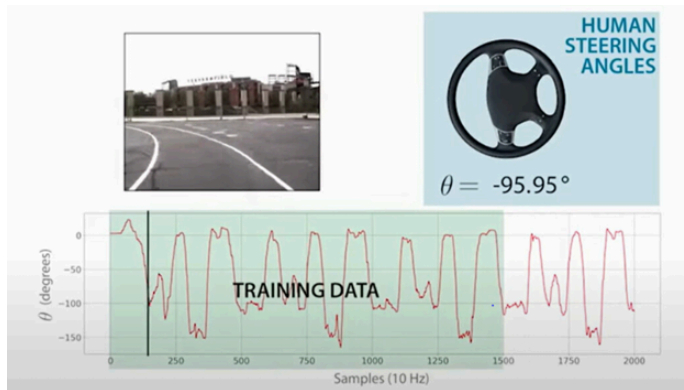 HUMAN
STEERING
ANGLES
θ = -95.95°
TRAINING DATA
θ (degrees)
0
−50
−100
−150
0 250 500 750 1000 1250 1500 1750 2000
Samples (10 Hz)